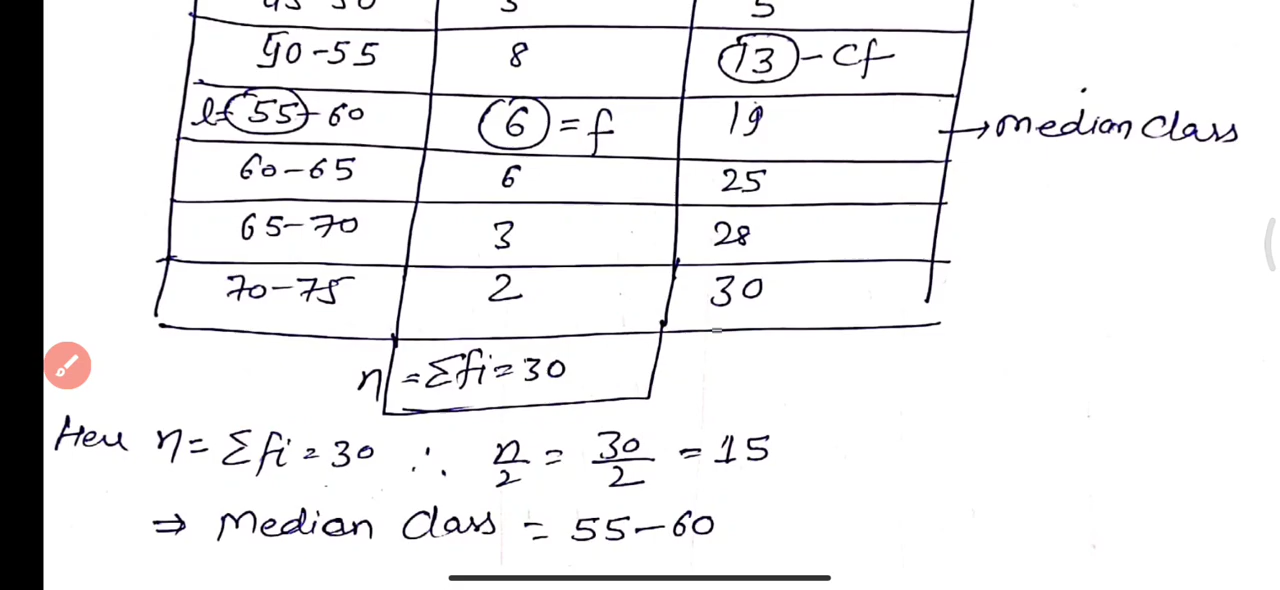 50-55 8 13 - cf
l = 55-60 6 = f 19 → median class
60-65 6 25
65-70 3 28
70-75 2 30
n = Σfi = 30
Here n = Σfi = 30 ∴ n/2 = 30/2 = 15
⇒ Median Class = 55-60